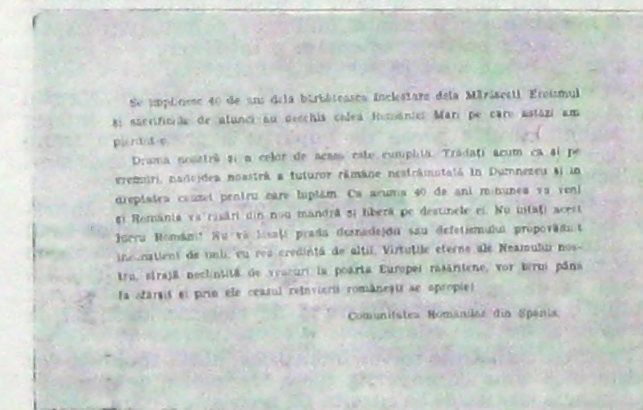 Se împlinesc 40 de ani dela bărbăteasca încleștare dela Mărășești. Eroismul
și sacrificiile de atunci au deschis calea României Mari pe care astăzi am
pierdut-o.
Drama noastră și a celor de acasă este cumplită. Trădați acum ca și pe
vremuri, nadejdea noastră a tuturor rămâne nestrămutată în Dumnezeu și în
dreptatea cauzei pentru care luptăm. Ca acuma 40 de ani minunea va veni
și România va răsări din nou mandră și liberă pe destinele ei. Nu uitați acest
lucru Români! Nu vă lăsați pradă desnadejdii sau defetismului propovăduit
de unii, cu rea credință de alții. Virtuțile eterne ale Neamului nos-
tru, strajă neclintită de veacuri la poarta Europei răsăritene, vor birui până
la sfârșit și prin ele ceasul reînvierii românești se apropie!
Comunitatea Romanilor din Spania.